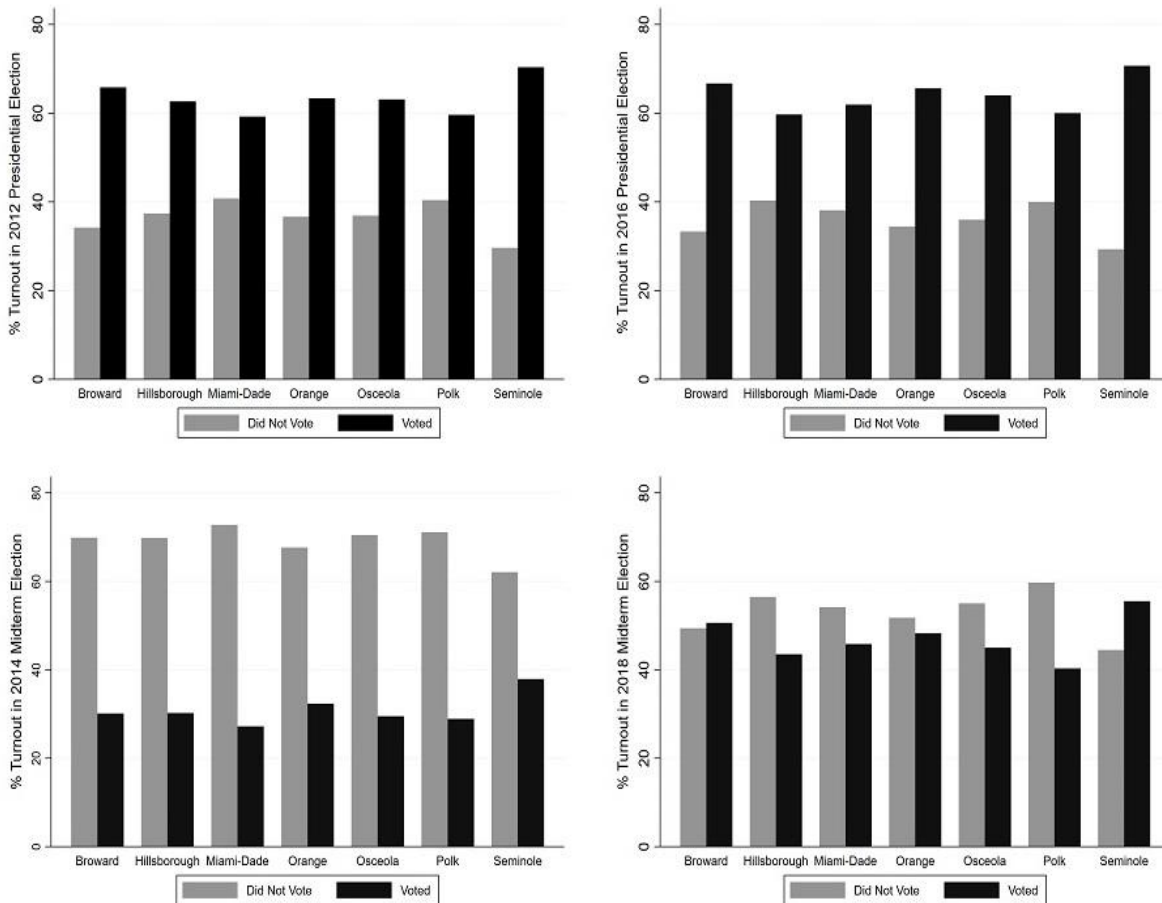 % Turnout in 2012 Presidential Election
80
60
40
20
0
Broward Hillsborough Miami-Dade Orange Osceola Polk Seminole
Did Not Vote Voted
% Turnout in 2016 Presidential Election
80
60
40
20
0
Broward Hillsborough Miami-Dade Orange Osceola Polk Seminole
Did Not Vote Voted
% Turnout in 2014 Midterm Election
80
60
40
20
0
Broward Hillsborough Miami-Dade Orange Osceola Polk Seminole
Did Not Vote Voted
% Turnout in 2018 Midterm Election
80
60
40
20
0
Broward Hillsborough Miami-Dade Orange Osceola Polk Seminole
Did Not Vote Voted